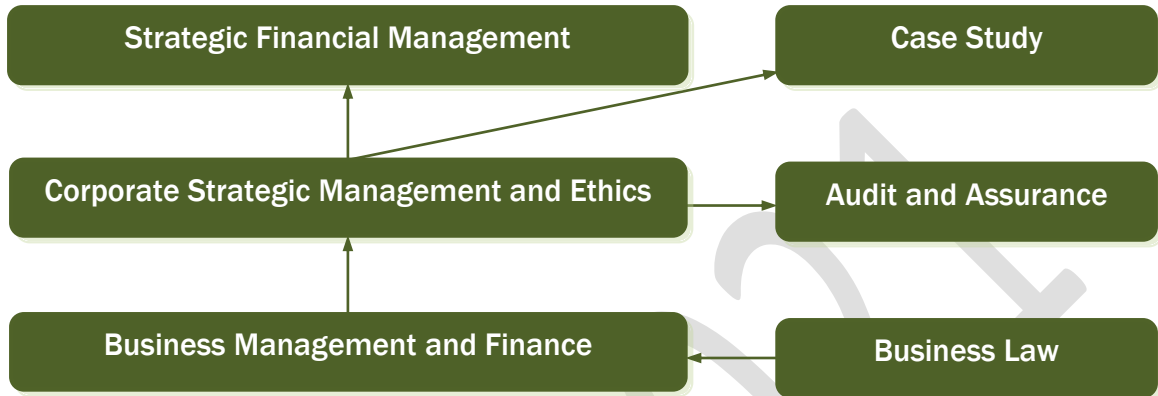 Strategic Financial Management
Case Study
Corporate Strategic Management and Ethics
Audit and Assurance
Business Management and Finance
Business Law